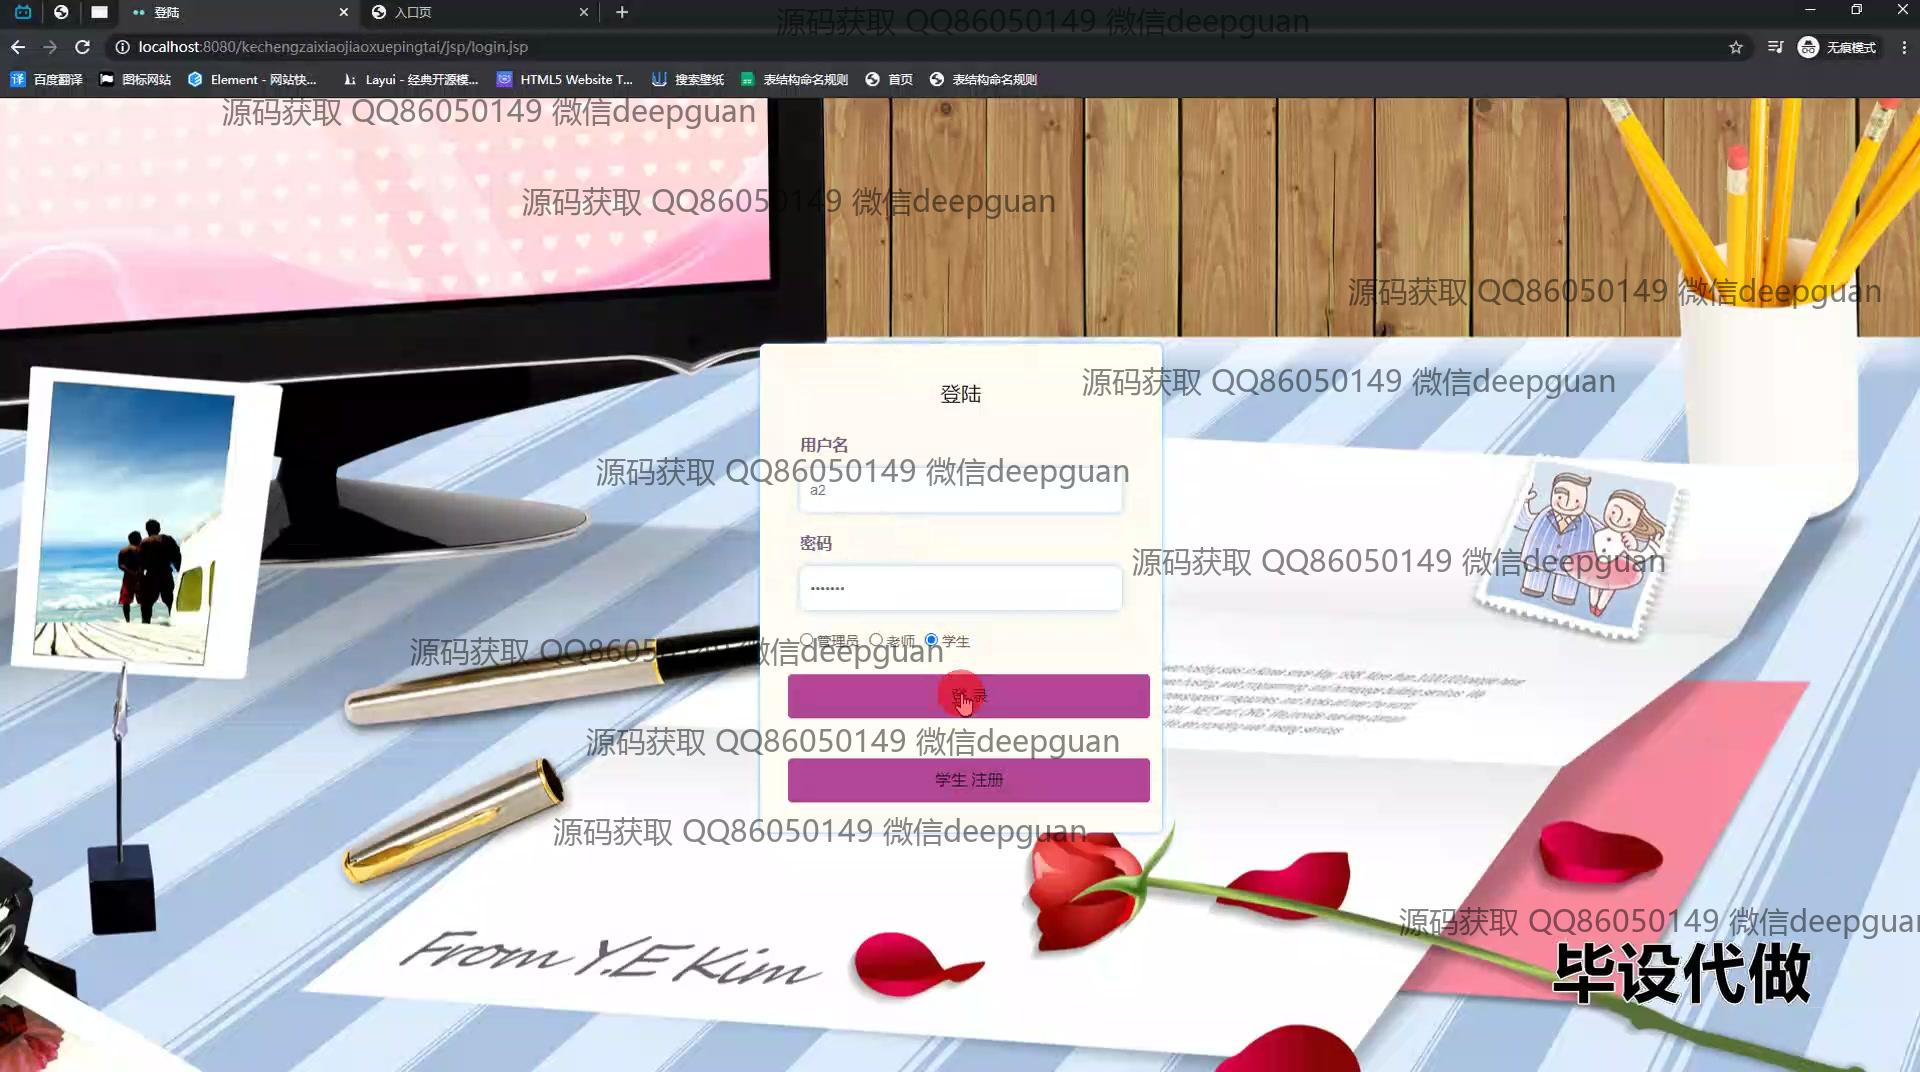 登陆
入口页
源码获取 QQ86050149 微信deepguan
localhost:8080/kechengzaixiaojiaoxuepingtai/jsp/login.jsp
无痕模式
译 百度翻译
图标网站
Element - 网站快...
Layui - 经典开源模...
HTML5 Website T...
搜索壁纸
表结构命名规则
首页
表结构命名规则
源码获取 QQ86050149 微信deepguan
源码获取 QQ86050149 微信deepguan
源码获取 QQ86050149 微信deepguan
源码获取 QQ86050149 微信deepguan
登陆
用户名
源码获取 QQ86050149 微信deepguan
a2
密码
源码获取 QQ86050149 微信deepguan
管理员 老师 学生
源码获取 QQ86050149 微信deepguan
登 录
源码获取 QQ86050149 微信deepguan
学生 注册
源码获取 QQ86050149 微信deepguan
源码获取 QQ86050149 微信deepguan
From Y.E Kim
毕设代做